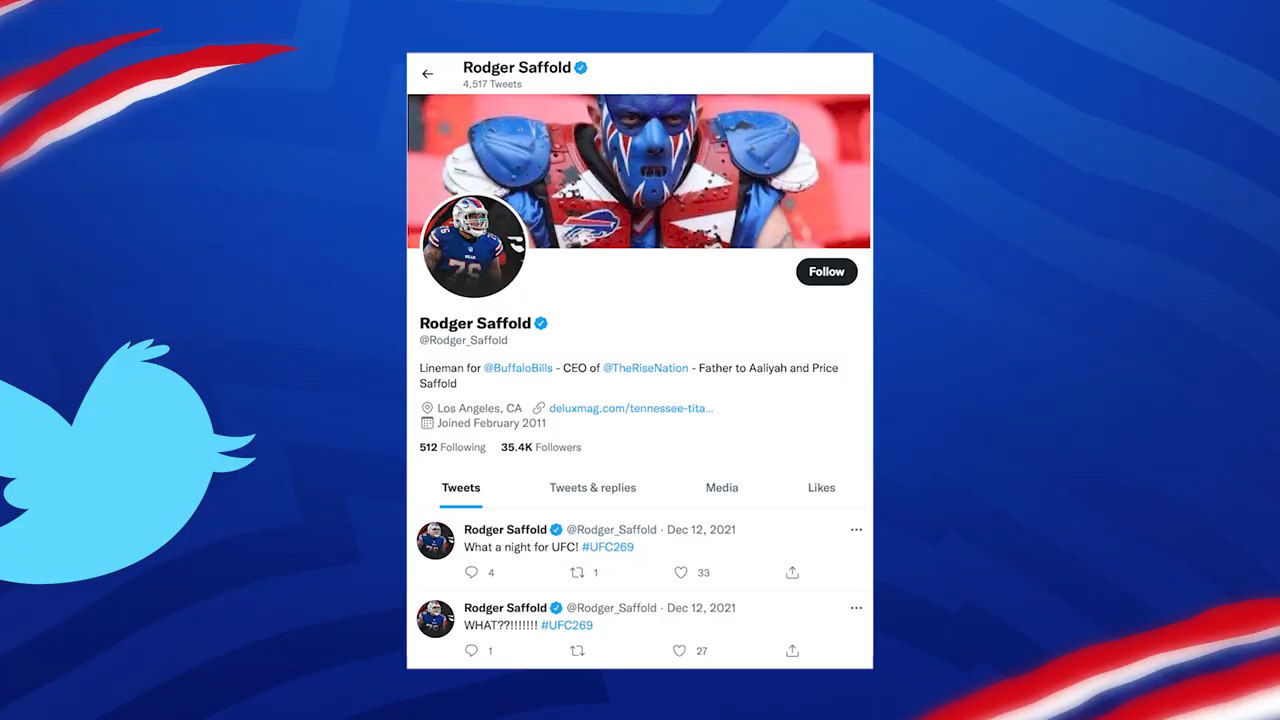 Rodger Saffold
4,517 Tweets
BILLS
76
Follow
Rodger Saffold
@Rodger_Saffold
Lineman for @BuffaloBills - CEO of @TheRiseNation - Father to Aaliyah and Price
Saffold
Los Angeles, CA deluxmag.com/tennessee-tita...
Joined February 2011
512 Following 35.4K Followers
Tweets Tweets & replies Media Likes
Rodger Saffold @Rodger_Saffold · Dec 12, 2021 ...
What a night for UFC! #UFC269
4 1 33
Rodger Saffold @Rodger_Saffold · Dec 12, 2021 ...
WHAT??!!!!!!! #UFC269
1 27